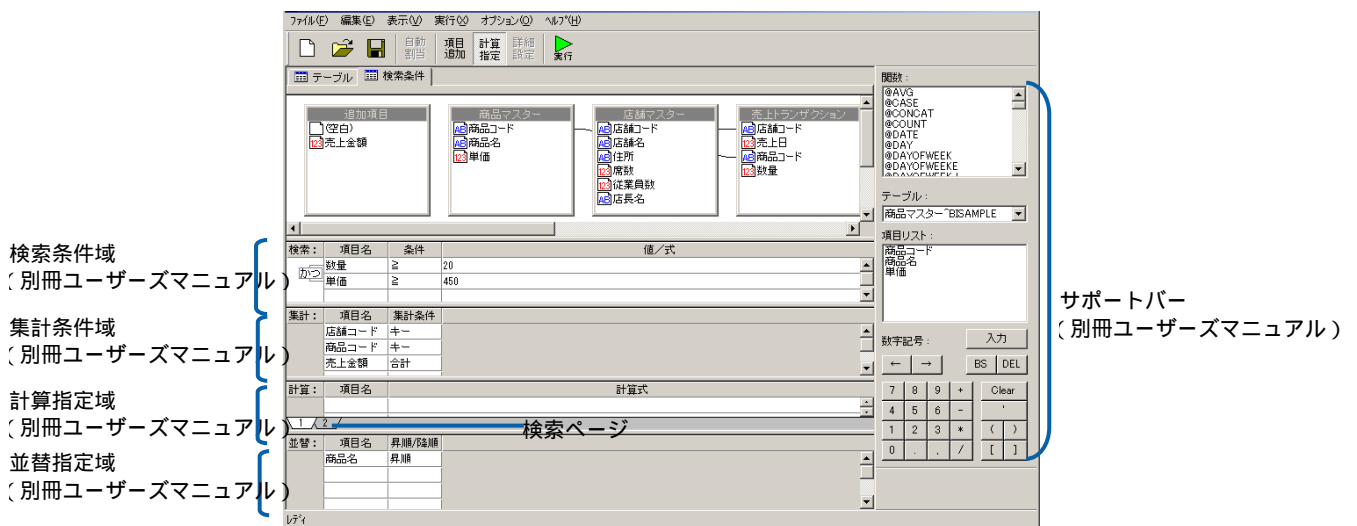 ファイル(F) 編集(E) 表示(V) 実行(X) オプション(O) ヘルプ(H)
自動割当 項目追加 計算指定 詳細設定 実行
テーブル 検索条件
追加項目
(空白)
売上金額
商品マスター
商品コード
商品名
単価
店舗マスター
店舗コード
店舗名
住所
席数
従業員数
店長名
売上トランザクション
店舗コード
売上日
商品コード
数量
関数:
@AVG
@CASE
@CONCAT
@COUNT
@DATE
@DAY
@DAYOFWEEK
@DAYOFWEEKE
@DAYOFWEEKJ
テーブル:
商品マスター^BISAMPLE
項目リスト:
商品コード
商品名
単価
数字記号: 入力
← → BS DEL
7 8 9 + Clear
4 5 6 - '
1 2 3 * ( )
0 . , / [ ]
検索: 項目名 条件 値/式
かつ
数量 ≧ 20
単価 ≧ 450
集計: 項目名 集計条件
店舗コード キー
商品コード キー
売上金額 合計
計算: 項目名 計算式
1 2
検索ページ
並替: 項目名 昇順/降順
商品名 昇順
レディ
検索条件域
(別冊ユーザーズマニュアル)
集計条件域
(別冊ユーザーズマニュアル)
計算指定域
(別冊ユーザーズマニュアル)
並替指定域
(別冊ユーザーズマニュアル)
サポートバー
(別冊ユーザーズマニュアル)